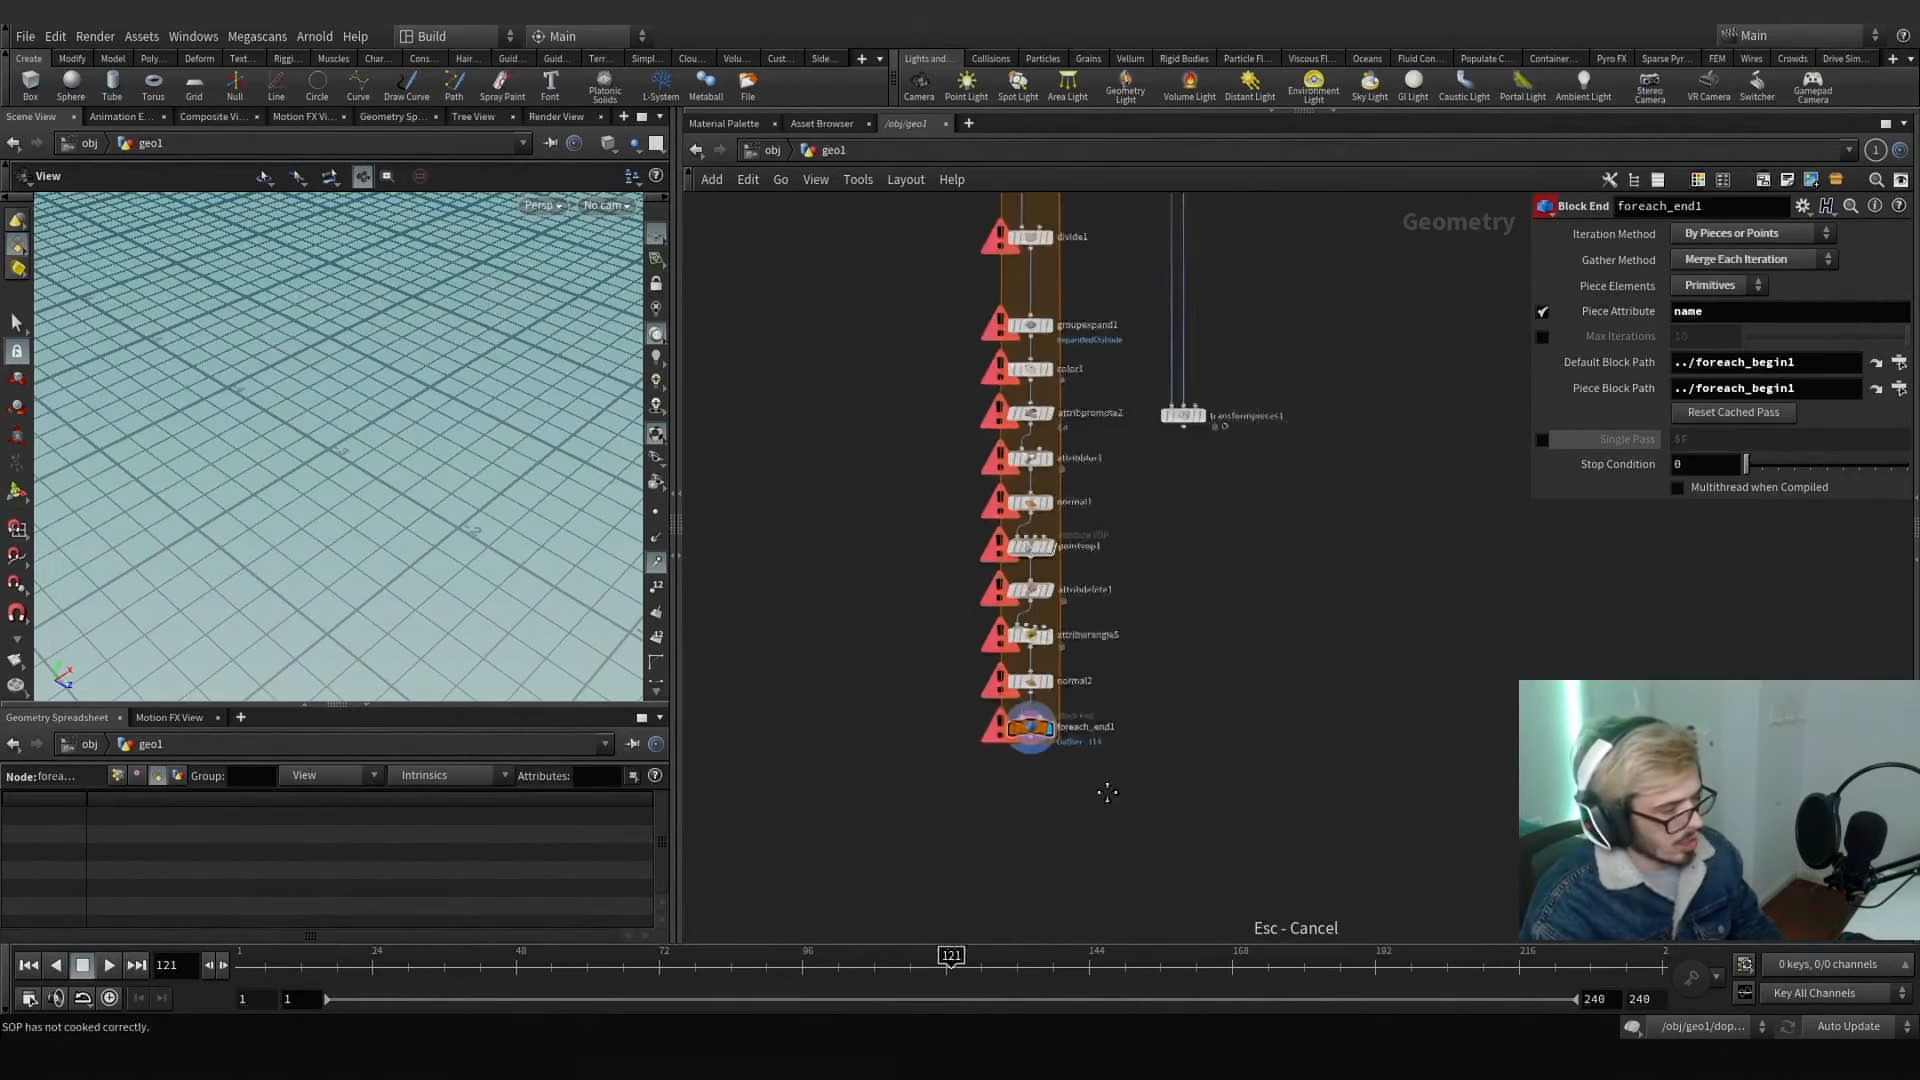 File Edit Render Assets Windows Megascans Arnold Help Build Main Main
Create Modify Model Poly... Deform Text... Riggi... Muscles Char... Cons... Hair... Guid... Guid... Terr... Simpl... Clou... Volu... Cust... Side...
Lights and... Collisions Particles Grains Vellum Rigid Bodies Particle Fl... Viscous Fl... Oceans Fluid Con... Populate C... Container... Pyro FX Sparse Pyr... FEM Wires Crowds Drive Sim...
Box Sphere Tube Torus Grid Null Line Circle Curve Draw Curve Path Spray Paint Font Platonic Solids L-System Metaball File
Camera Point Light Spot Light Area Light Geometry Light Volume Light Distant Light Environment Light Sky Light GI Light Caustic Light Portal Light Ambient Light Stereo Camera VR Camera Switcher Gamepad Camera
Scene View Animation E... Composite Vi... Motion FX Vi... Geometry Sp... Tree View Render View
Material Palette Asset Browser /obj/geo1
obj geo1
obj geo1 1
View
Add Edit Go View Tools Layout Help
Persp No cam
Geometry
divide1
groupexpand1
color1
attribpromote2
Cd
attribblur1
normal1
pointvop1
attribdelete1
attribwrangle5
normal2
Block End
foreach_end1
transformpieces1
Block End foreach_end1
Iteration Method By Pieces or Points
Gather Method Merge Each Iteration
Piece Elements Primitives
Piece Attribute name
Max Iterations 10
Default Block Path ../foreach_begin1
Piece Block Path ../foreach_begin1
Reset Cached Pass
Single Pass $F
Stop Condition 0
Multithread when Compiled
12
Geometry Spreadsheet Motion FX View
obj geo1
Node: forea... Group: View Intrinsics Attributes:
Esc - Cancel
1 24 48 72 96 121 144 168 192 216 2
121
1 1 240 240
0 keys, 0/0 channels
Key All Channels
SOP has not cooked correctly.
/obj/geo1/dop... Auto Update